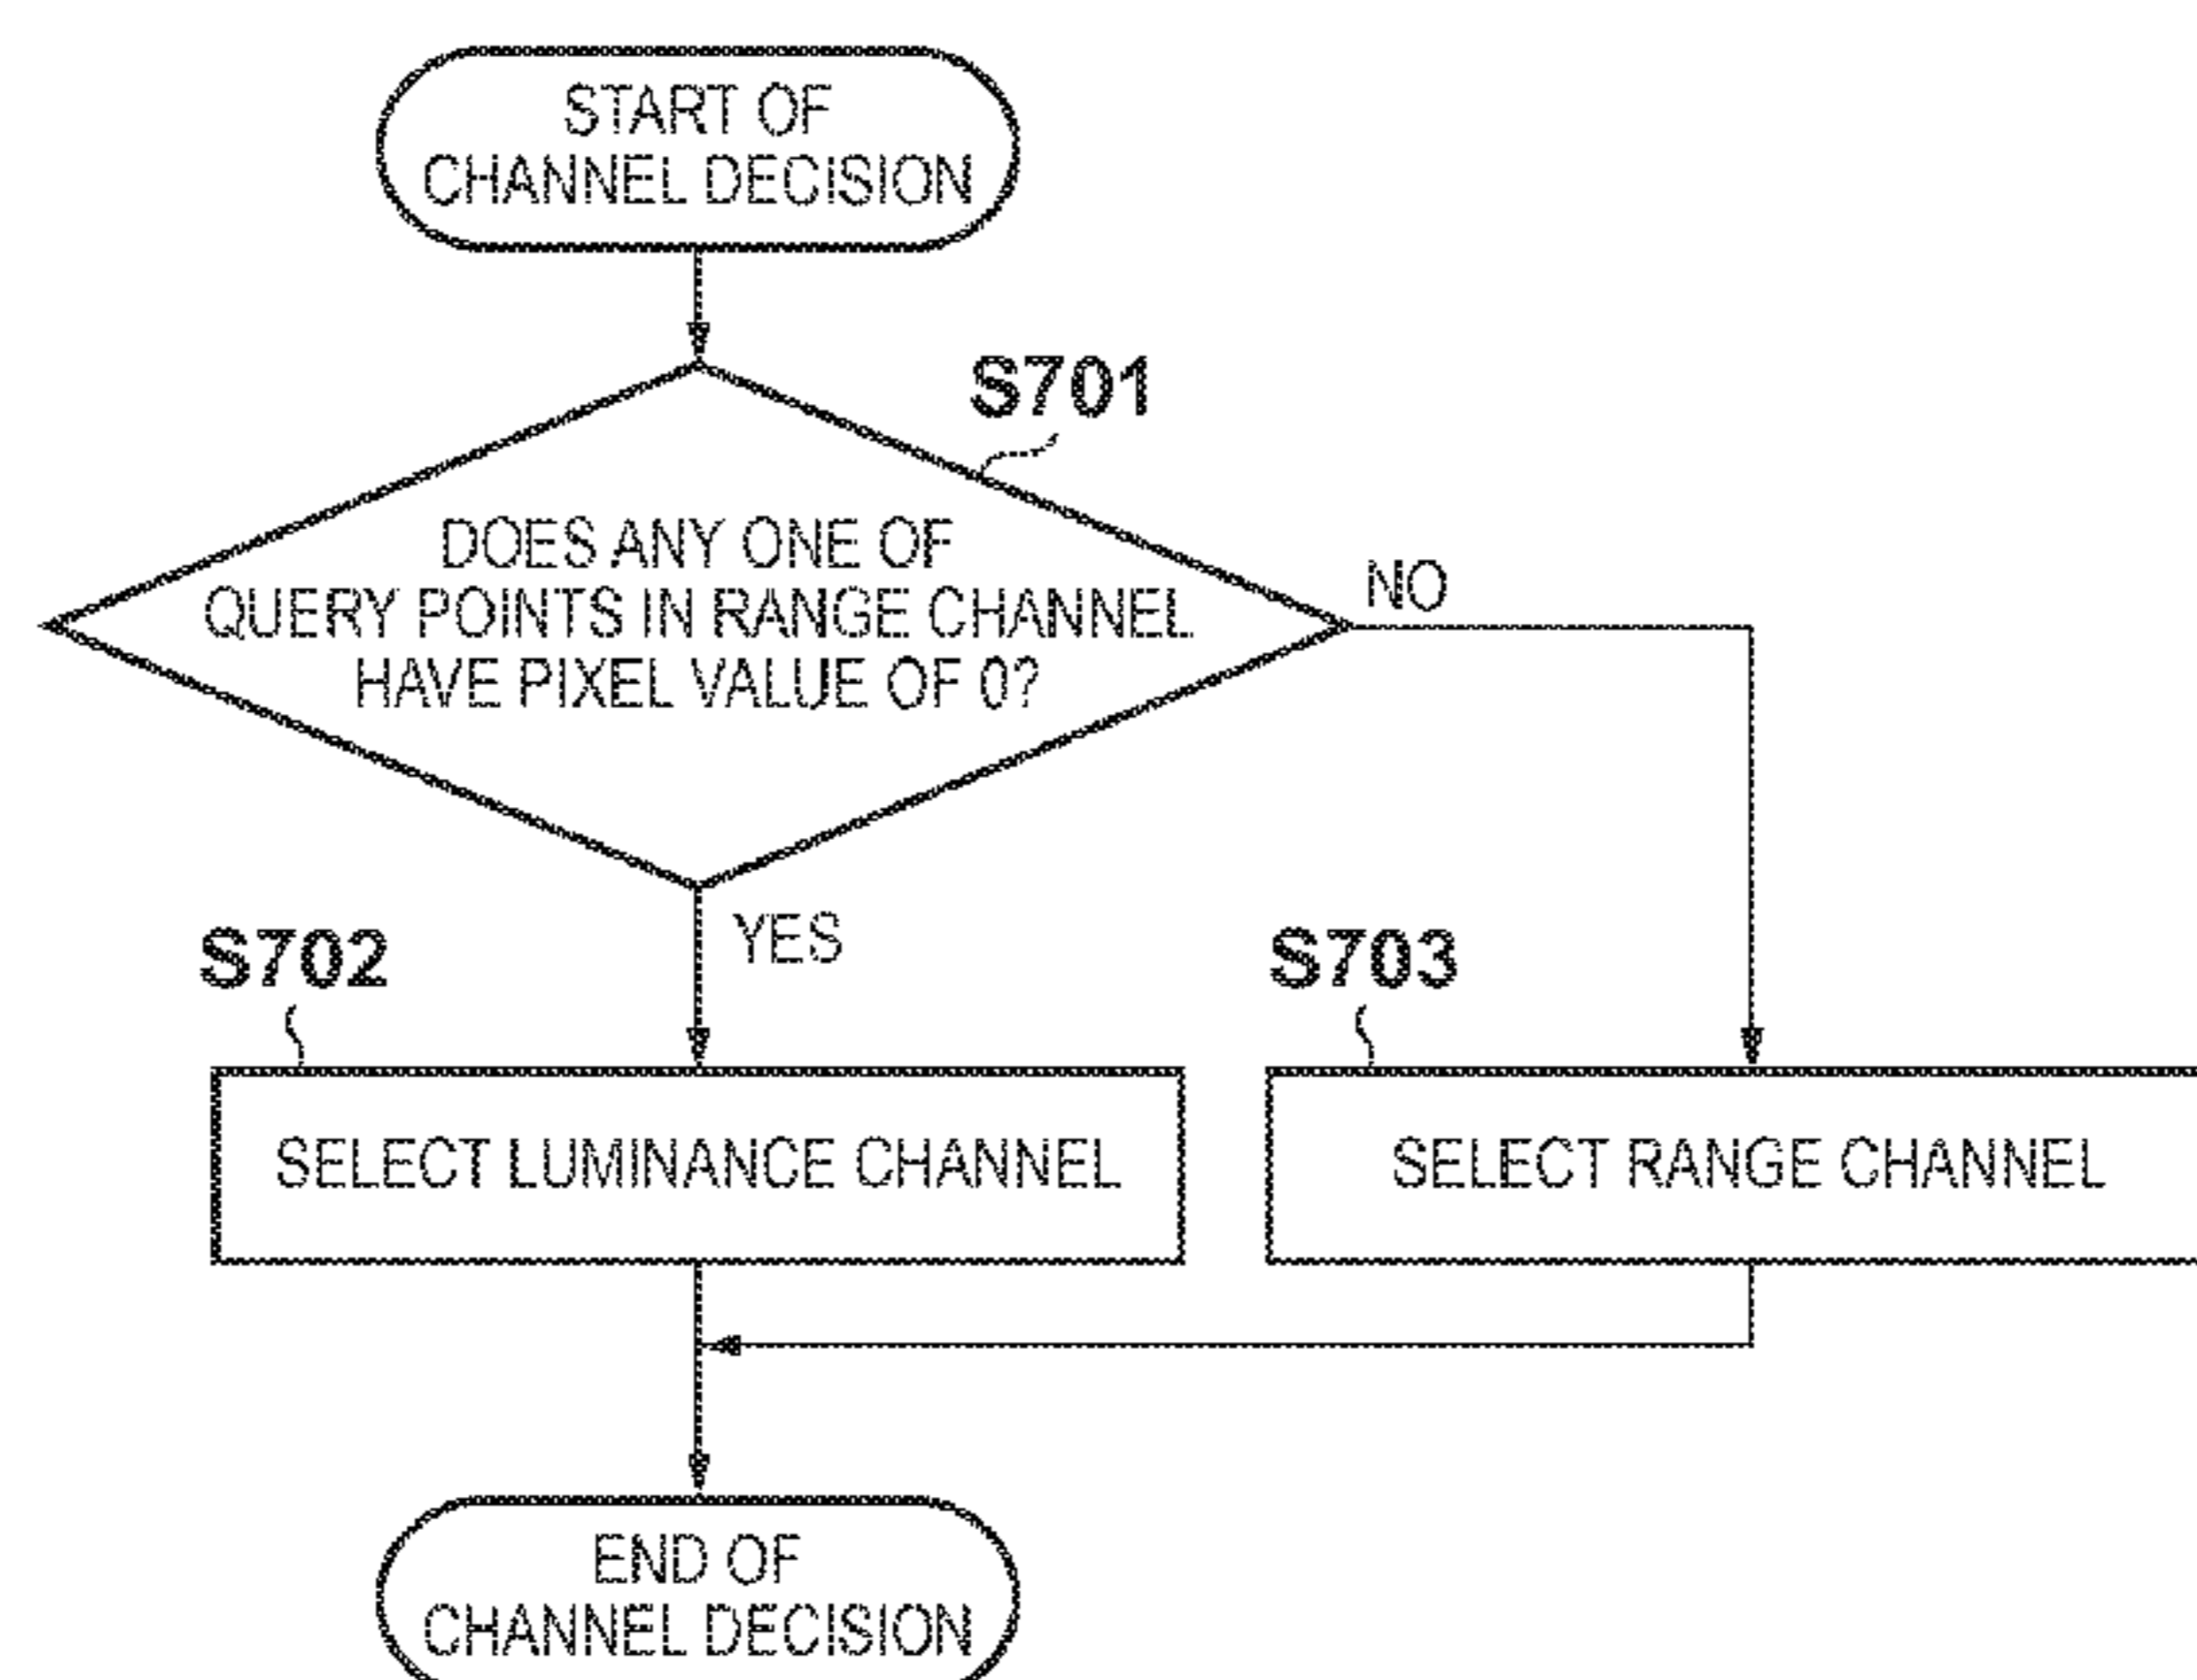 START OF
CHANNEL DECISION
S701
DOES ANY ONE OF
QUERY POINTS IN RANGE CHANNEL
HAVE PIXEL VALUE OF 0?
NO
YES
S702
S703
SELECT LUMINANCE CHANNEL
SELECT RANGE CHANNEL
END OF
CHANNEL DECISION